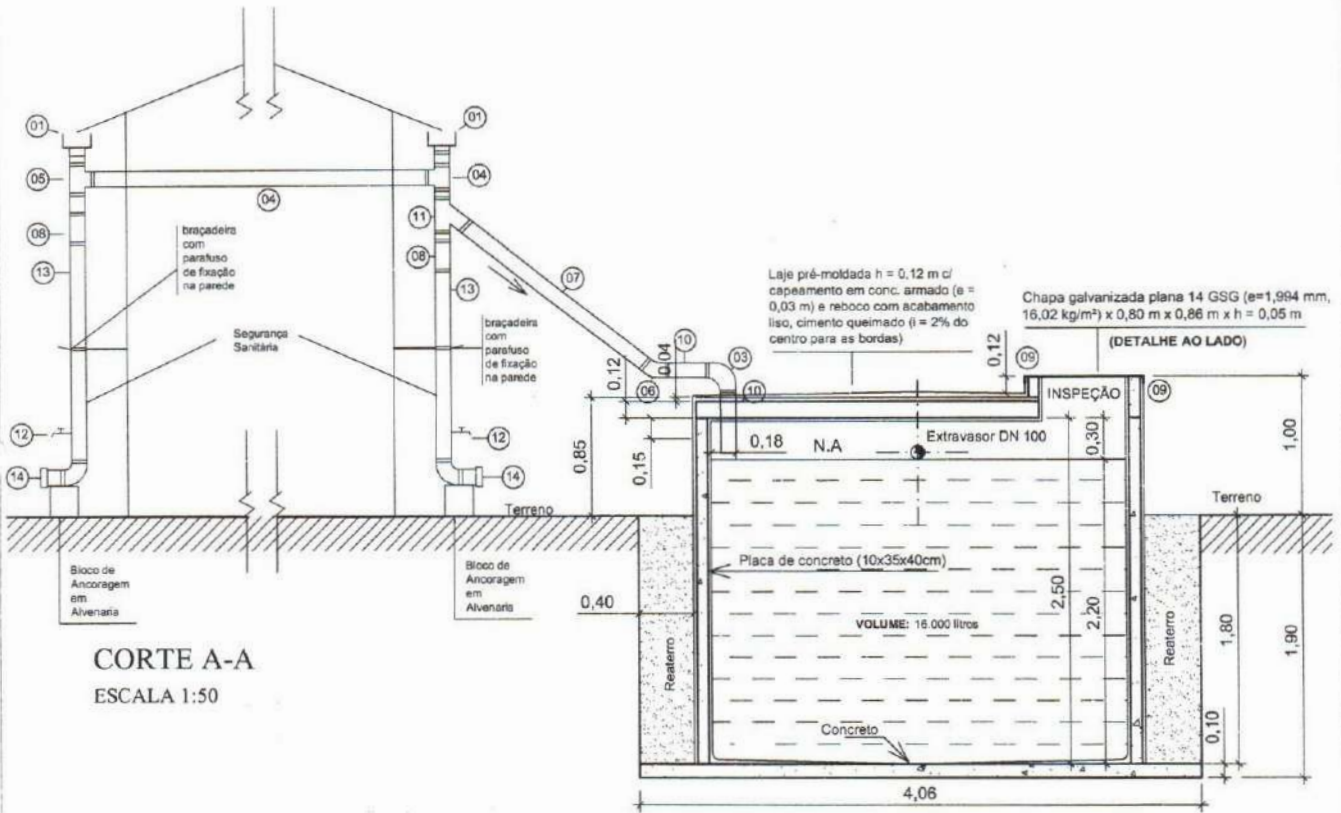 01
01
05
04
04
11
08
08
13
13
07
braçadeira
com
parafuso
de fixação
na parede
Segurança
Sanitária
braçadeira
com
parafuso
de fixação
na parede
12
12
14
14
Terreno
Bloco de
Ancoragem
em
Alvenaria
Bloco de
Ancoragem
em
Alvenaria
CORTE A-A
ESCALA 1:50
Laje pré-moldada h = 0,12 m c/
capeamento em conc. armado (e =
0,03 m) e reboco com acabamento
liso, cimento queimado (i = 2% do
centro para as bordas)
Chapa galvanizada plana 14 GSG (e=1,994 mm,
16,02 kg/m²) x 0,80 m x 0,86 m x h = 0,05 m
(DETALHE AO LADO)
10
0,04
03
0,12
06
10
0,12
09
09
INSPEÇÃO
0,85
0,15
0,18
N.A
Extravasor DN 100
0,30
1,00
Terreno
Placa de concreto (10x35x40cm)
0,40
2,50
2,20
VOLUME: 16.000 litros
1,80
1,90
Reaterro
Reaterro
Concreto
0,10
4,06